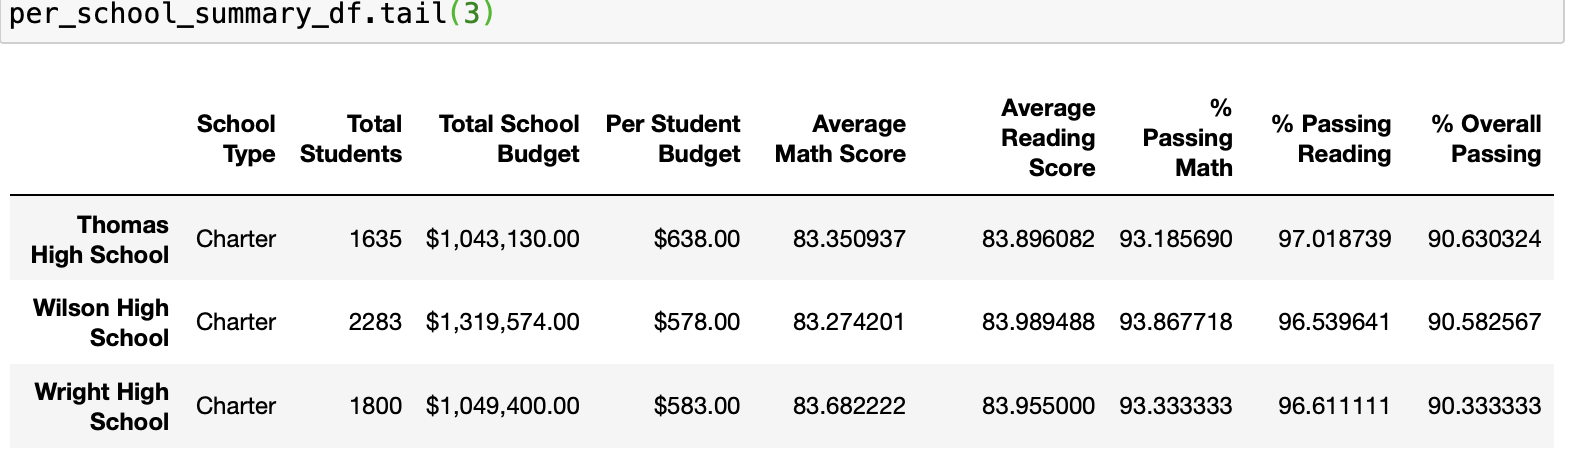 per_school_summary_df.tail(3)
School Type Total Students Total School Budget Per Student Budget Average Math Score Average Reading Score % Passing Math % Passing Reading % Overall Passing
Thomas High School Charter 1635 $1,043,130.00 $638.00 83.350937 83.896082 93.185690 97.018739 90.630324
Wilson High School Charter 2283 $1,319,574.00 $578.00 83.274201 83.989488 93.867718 96.539641 90.582567
Wright High School Charter 1800 $1,049,400.00 $583.00 83.682222 83.955000 93.333333 96.611111 90.333333